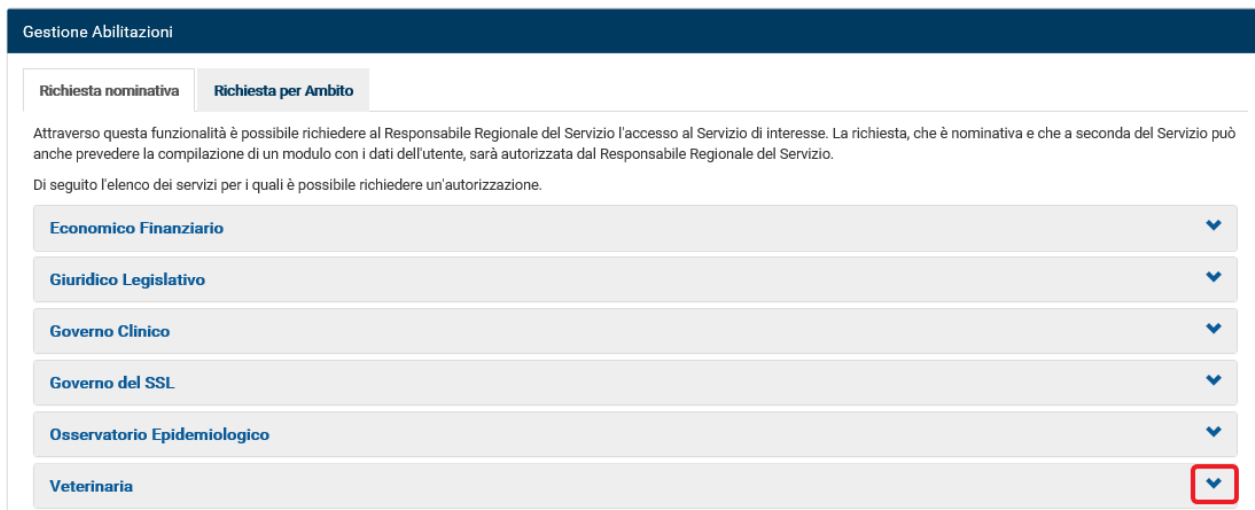 Gestione Abilitazioni
Richiesta nominativa
Richiesta per Ambito
Attraverso questa funzionalità è possibile richiedere al Responsabile Regionale del Servizio l'accesso al Servizio di interesse. La richiesta, che è nominativa e che a seconda del Servizio può
anche prevedere la compilazione di un modulo con i dati dell'utente, sarà autorizzata dal Responsabile Regionale del Servizio.
Di seguito l'elenco dei servizi per i quali è possibile richiedere un'autorizzazione.
Economico Finanziario
Giuridico Legislativo
Governo Clinico
Governo del SSL
Osservatorio Epidemiologico
Veterinaria